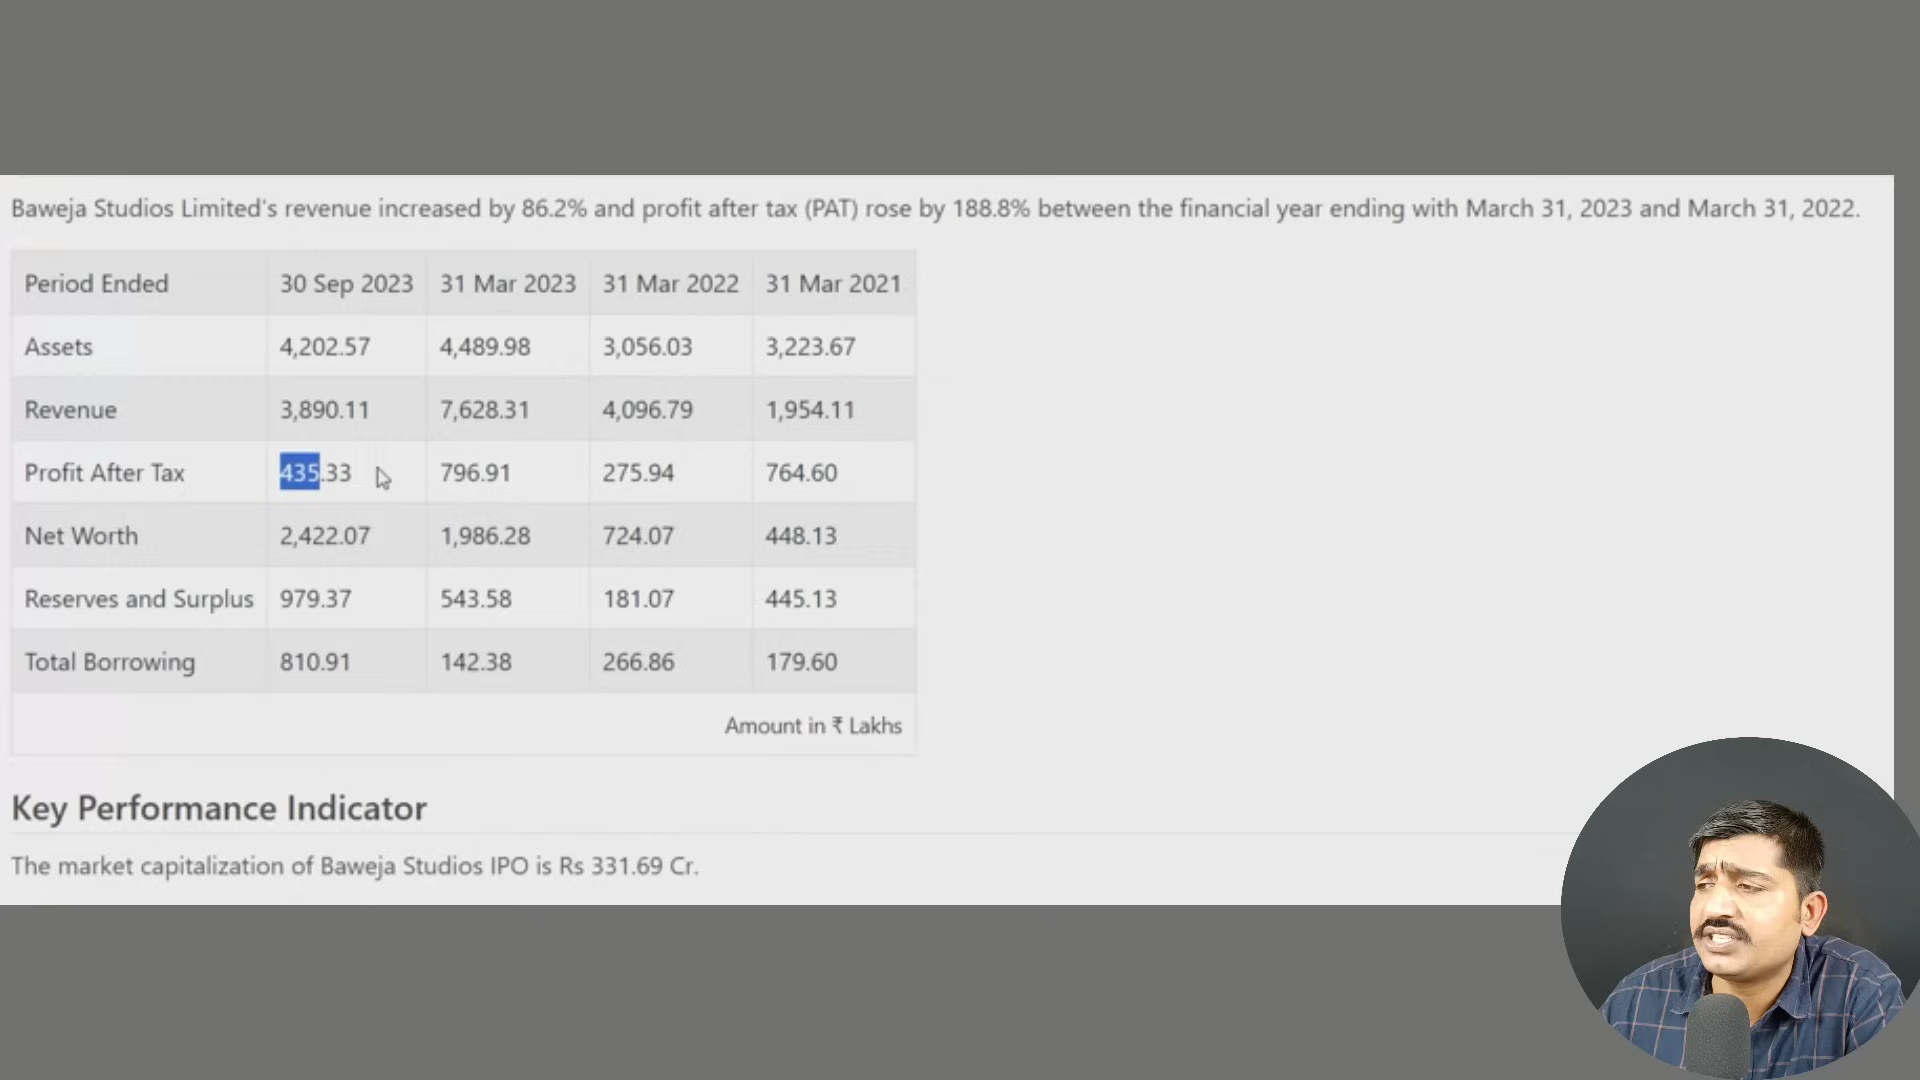 Baweja Studios Limited's revenue increased by 86.2% and profit after tax (PAT) rose by 188.8% between the financial year ending with March 31, 2023 and March 31, 2022.
Period Ended 30 Sep 2023 31 Mar 2023 31 Mar 2022 31 Mar 2021
Assets 4,202.57 4,489.98 3,056.03 3,223.67
Revenue 3,890.11 7,628.31 4,096.79 1,954.11
Profit After Tax 435.33 796.91 275.94 764.60
Net Worth 2,422.07 1,986.28 724.07 448.13
Reserves and Surplus 979.37 543.58 181.07 445.13
Total Borrowing 810.91 142.38 266.86 179.60
Amount in ₹ Lakhs
Key Performance Indicator
The market capitalization of Baweja Studios IPO is Rs 331.69 Cr.